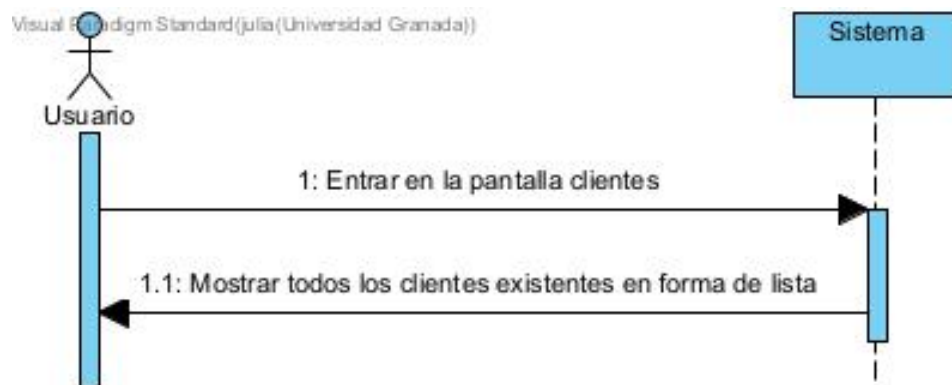 Visual Paradigm Standard(julia(Universidad Granada))
Sistema
Usuario
1: Entrar en la pantalla clientes
1.1: Mostrar todos los clientes existentes en forma de lista